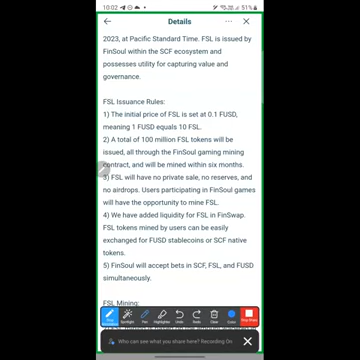 10:02
Details
2023, at Pacific Standard Time. FSL is issued by
FinSoul within the SCF ecosystem and
possesses utility for capturing value and
governance.
FSL Issuance Rules:
1) The initial price of FSL is set at 0.1 FUSD,
meaning 1 FUSD equals 10 FSL.
2) A total of 100 million FSL tokens will be
issued, all through the FinSoul gaming mining
contract, and will be mined within six months.
3) FSL will have no private sale, no reserves, and
no airdrops. Users participating in FinSoul games
will have the opportunity to mine FSL.
4) We have added liquidity for FSL in FinSwap.
FSL tokens mined by users can be easily
exchanged for FUSD stablecoins or SCF native
tokens.
5) FinSoul will accept bets in SCF, FSL, and FUSD
simultaneously.
FSL Mining:
Spotlight
Pen
Highlighter
Undo
Redo
Clear
Color
Who can see what you share here? Recording On